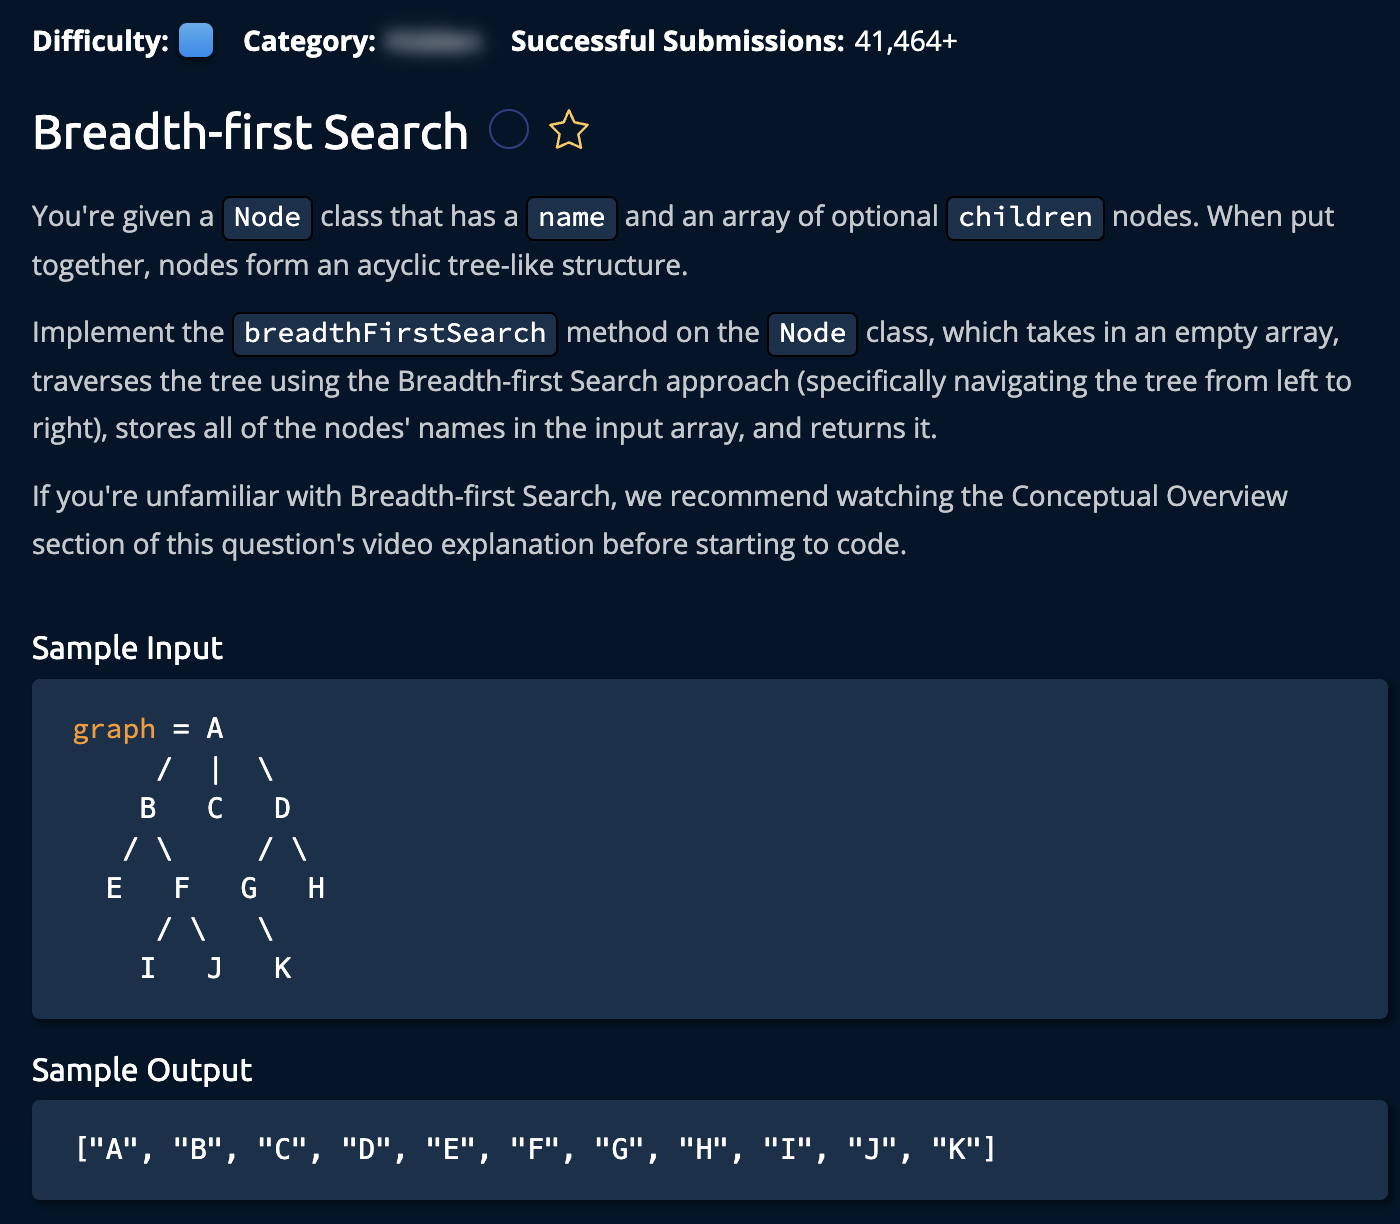 Difficulty: Category: Successful Submissions: 41,464+
Breadth-first Search
You're given a Node class that has a name and an array of optional children nodes. When put
together, nodes form an acyclic tree-like structure.
Implement the breadthFirstSearch method on the Node class, which takes in an empty array,
traverses the tree using the Breadth-first Search approach (specifically navigating the tree from left to
right), stores all of the nodes' names in the input array, and returns it.
If you're unfamiliar with Breadth-first Search, we recommend watching the Conceptual Overview
section of this question's video explanation before starting to code.
Sample Input
graph = A
     /  |  \
    B   C   D
   / \     / \
  E   F   G   H
     / \   \
    I   J   K
Sample Output
["A", "B", "C", "D", "E", "F", "G", "H", "I", "J", "K"]